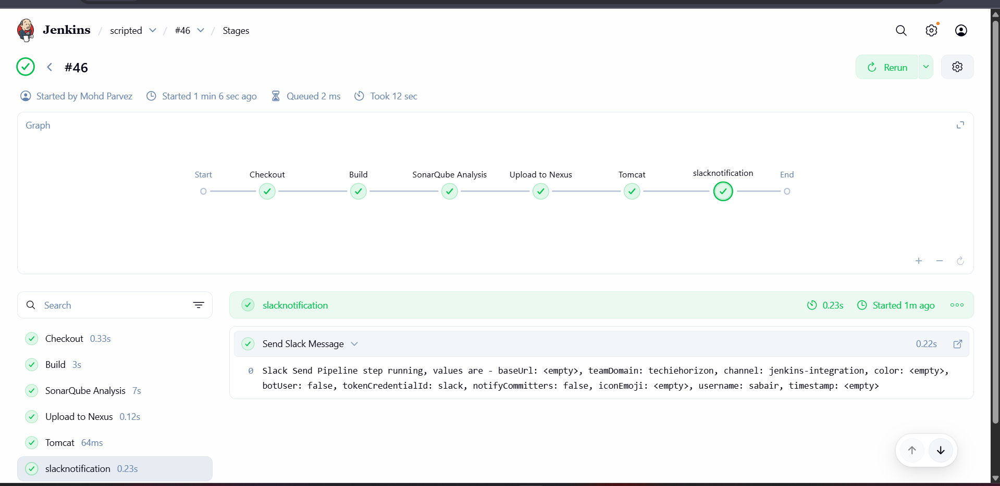 Jenkins / scripted / #46 / Stages
#46
Rerun
Started by Mohd Parvez Started 1 min 6 sec ago Queued 2 ms Took 12 sec
Graph
Start Checkout Build SonarQube Analysis Upload to Nexus Tomcat slacknotification End
Search
Checkout 0.33s
Build 3s
SonarQube Analysis 7s
Upload to Nexus 0.12s
Tomcat 64ms
slacknotification 0.23s
slacknotification 0.23s Started 1m ago
Send Slack Message 0.22s
0 Slack Send Pipeline step running, values are - baseUrl: <empty>, teamDomain: techiehorizon, channel: jenkins-integration, color: <empty>,
botUser: false, tokenCredentialId: slack, notifyCommitters: false, iconEmoji: <empty>, username: sabair, timestamp: <empty>